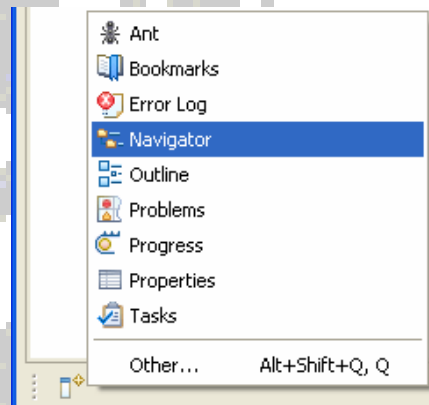 Ant
Bookmarks
Error Log
Navigator
Outline
Problems
Progress
Properties
Tasks
Other... Alt+Shift+Q, Q